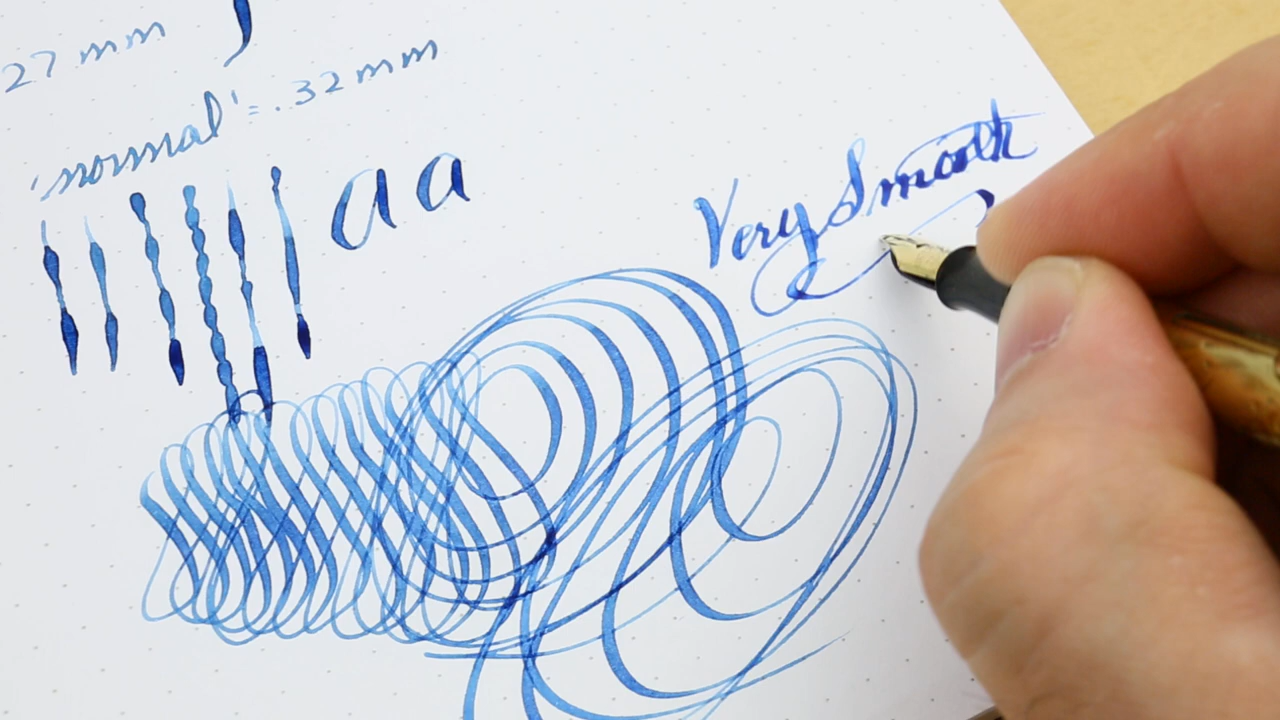 27 mm
'normal' = .32 mm
a a
Very Smooth